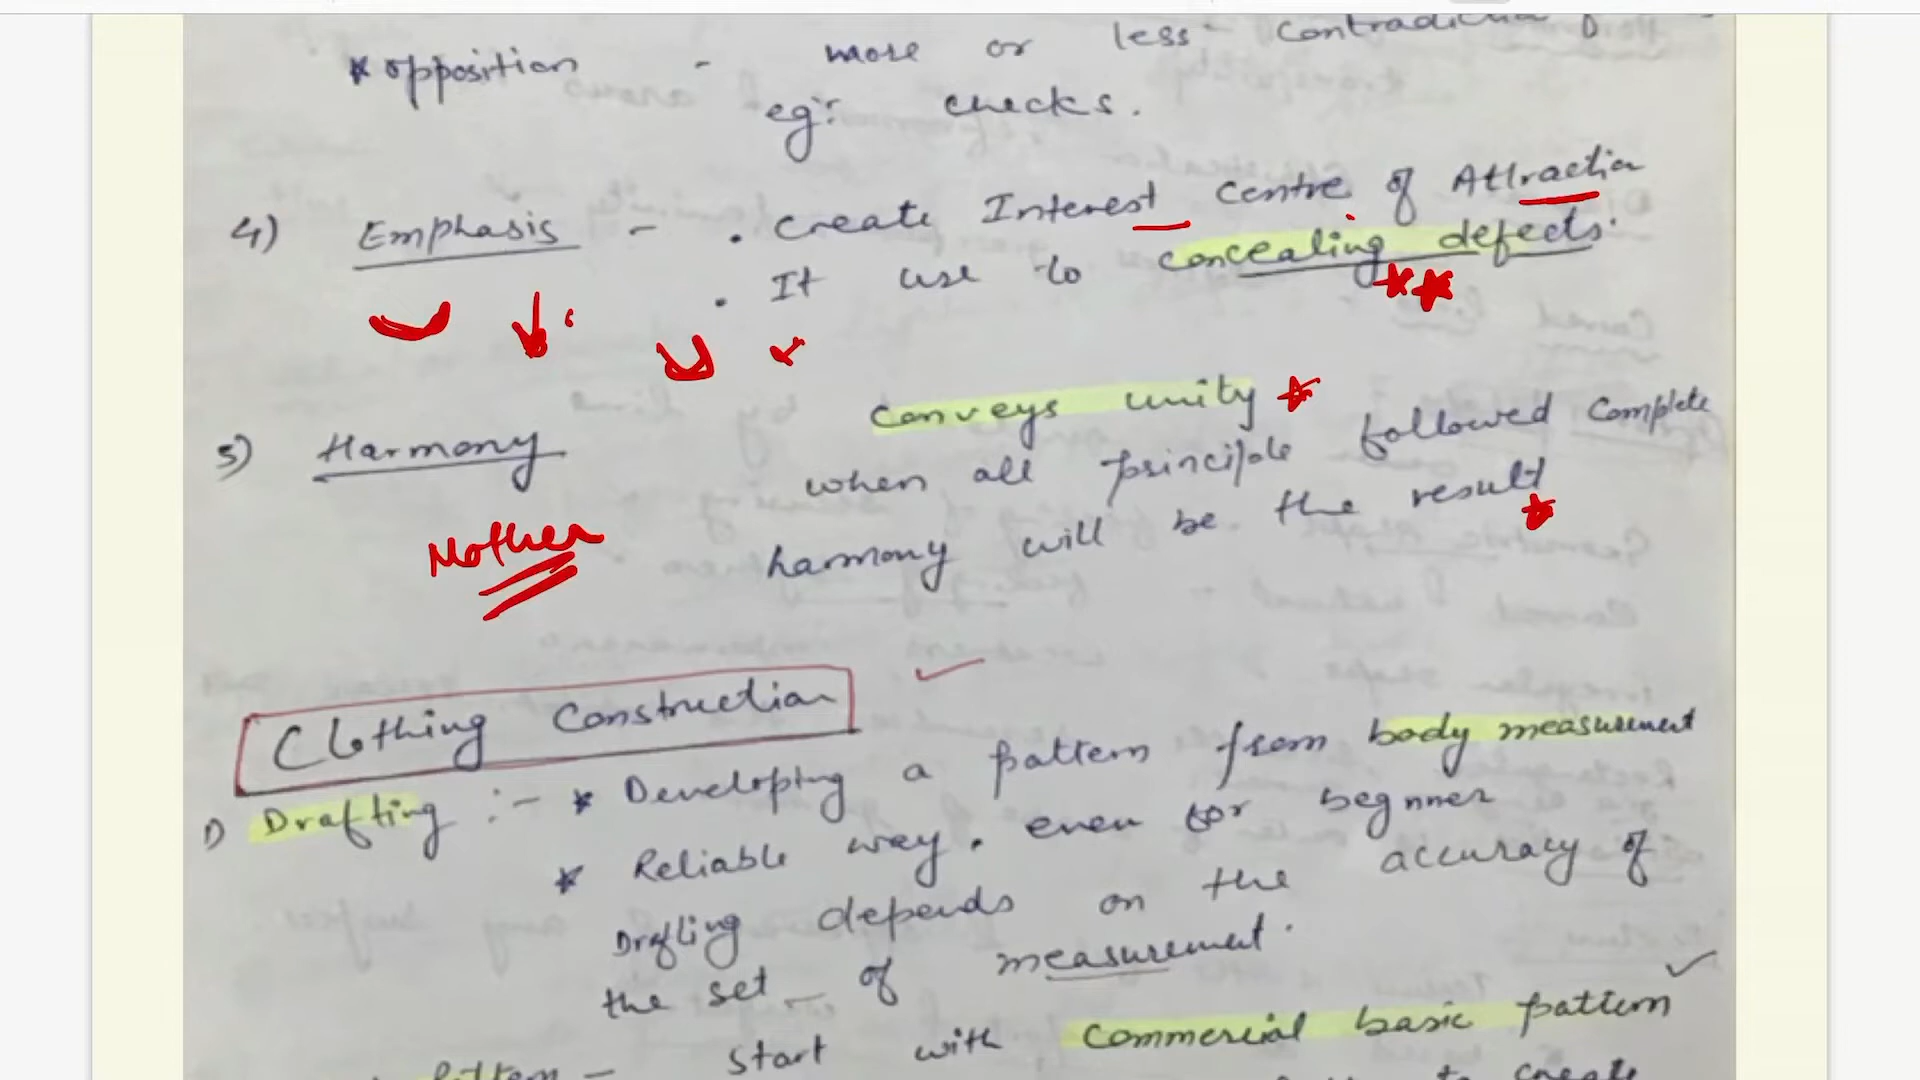 * opposition - more or less - contradicting
eg: checks.
4) Emphasis - . Create Interest Centre of Attraction
. It use to concealing defects.
Conveys unity
5) Harmony when all principle followed Complete
harmony will be the result
Mother
Clothing Construction
1) Drafting :- * Developing a pattern from body measurement
* Reliable way. even for beginner
Drafting depends on the accuracy of
the set of measurement.
start with commercial basic pattern
to create